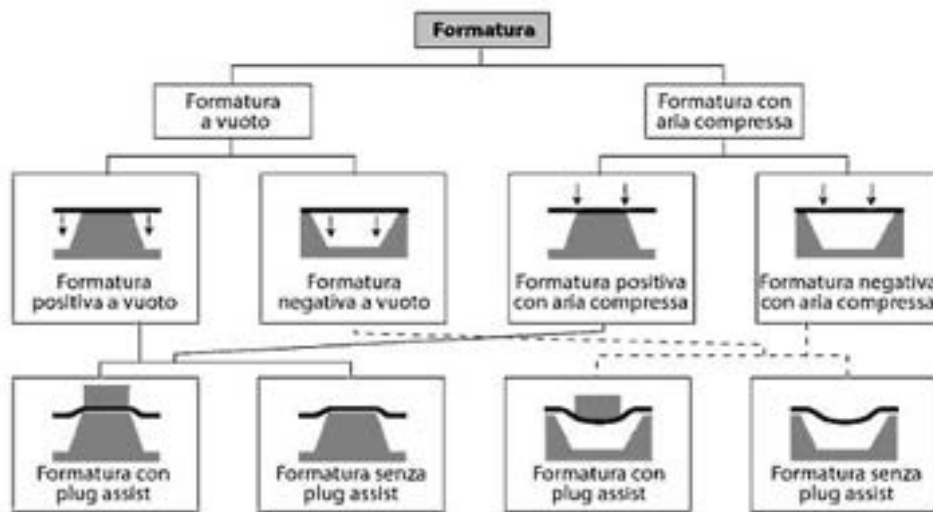 Formatura
Formatura
a vuoto
Formatura con
aria compressa
Formatura
positiva a vuoto
Formatura
negativa a vuoto
Formatura positiva
con aria compressa
Formatura negativa
con aria compressa
Formatura con
plug assist
Formatura senza
plug assist
Formatura con
plug assist
Formatura senza
plug assist